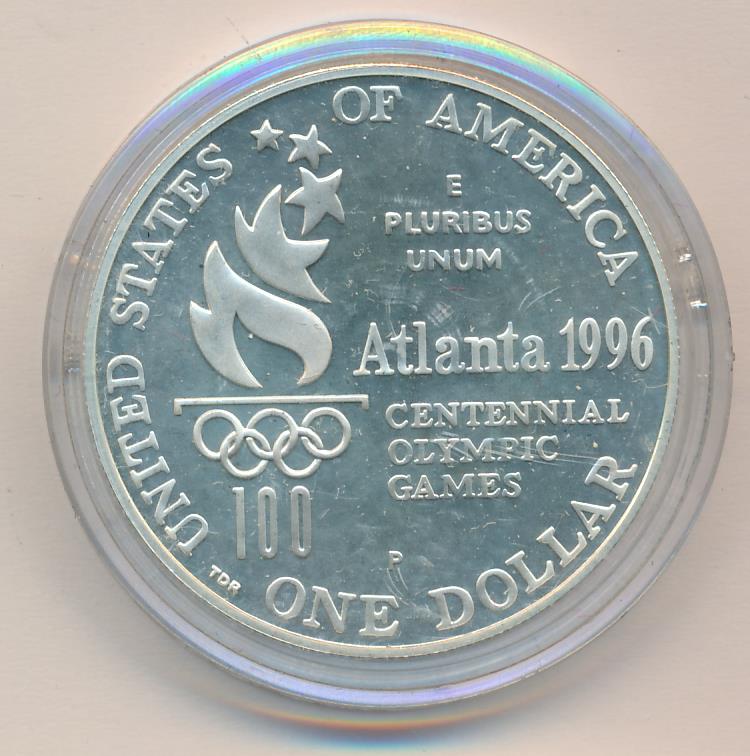 UNITED STATES OF AMERICA
E
PLURIBUS
UNUM
Atlanta 1996
CENTENNIAL
OLYMPIC
GAMES
100
P
TDR
ONE DOLLAR